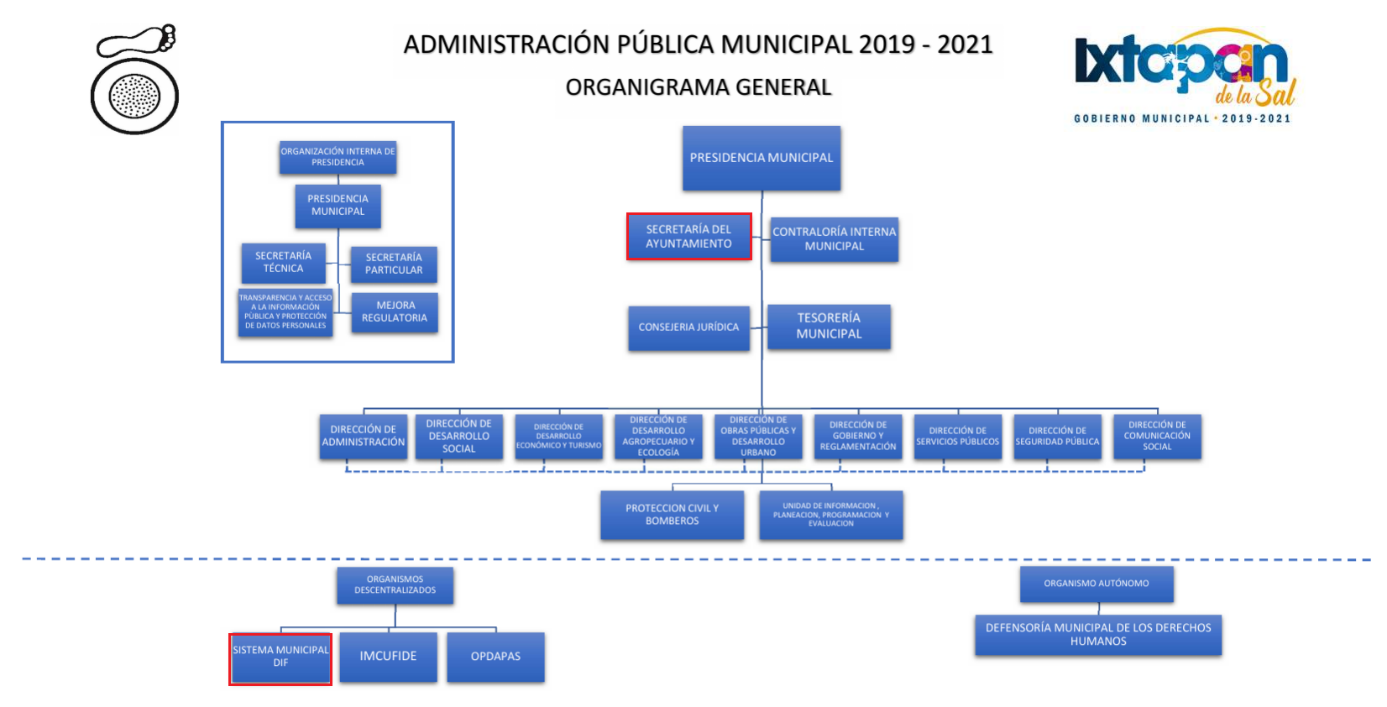 ADMINISTRACIÓN PÚBLICA MUNICIPAL 2019 - 2021
ORGANIGRAMA GENERAL
Ixtapan
de la Sal
GOBIERNO MUNICIPAL • 2019-2021
ORGANIZACIÓN INTERNA DE
PRESIDENCIA
PRESIDENCIA
MUNICIPAL
SECRETARÍA
TÉCNICA
SECRETARÍA
PARTICULAR
TRANSPARENCIA Y ACCESO
A LA INFORMACIÓN
PÚBLICA Y PROTECCIÓN
DE DATOS PERSONALES
MEJORA
REGULATORIA
PRESIDENCIA MUNICIPAL
SECRETARÍA DEL
AYUNTAMIENTO
CONTRALORÍA INTERNA
MUNICIPAL
CONSEJERIA JURÍDICA
TESORERÍA
MUNICIPAL
DIRECCIÓN DE
ADMINISTRACIÓN
DIRECCIÓN DE
DESARROLLO
SOCIAL
DIRECCIÓN DE
DESARROLLO
ECONÓMICO Y TURISMO
DIRECCIÓN DE
DESARROLLO
AGROPECUARIO Y
ECOLOGÍA
DIRECCIÓN DE
OBRAS PÚBLICAS Y
DESARROLLO
URBANO
DIRECCIÓN DE
GOBIERNO Y
REGLAMENTACIÓN
DIRECCIÓN DE
SERVICIOS PÚBLICOS
DIRECCIÓN DE
SEGURIDAD PÚBLICA
DIRECCIÓN DE
COMUNICACIÓN
SOCIAL
PROTECCION CIVIL Y
BOMBEROS
UNIDAD DE INFORMACION ,
PLANEACION, PROGRAMACION Y
EVALUACION
ORGANISMOS
DESCENTRALIZADOS
SISTEMA MUNICIPAL
DIF
IMCUFIDE
OPDAPAS
ORGANISMO AUTÓNOMO
DEFENSORÍA MUNICIPAL DE LOS DERECHOS
HUMANOS